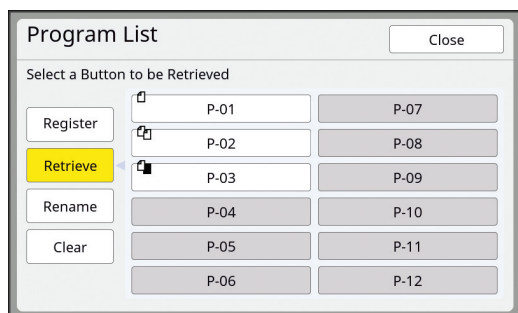 Program List
Close
Select a Button to be Retrieved
Register
Retrieve
Rename
Clear
P-01
P-02
P-03
P-04
P-05
P-06
P-07
P-08
P-09
P-10
P-11
P-12